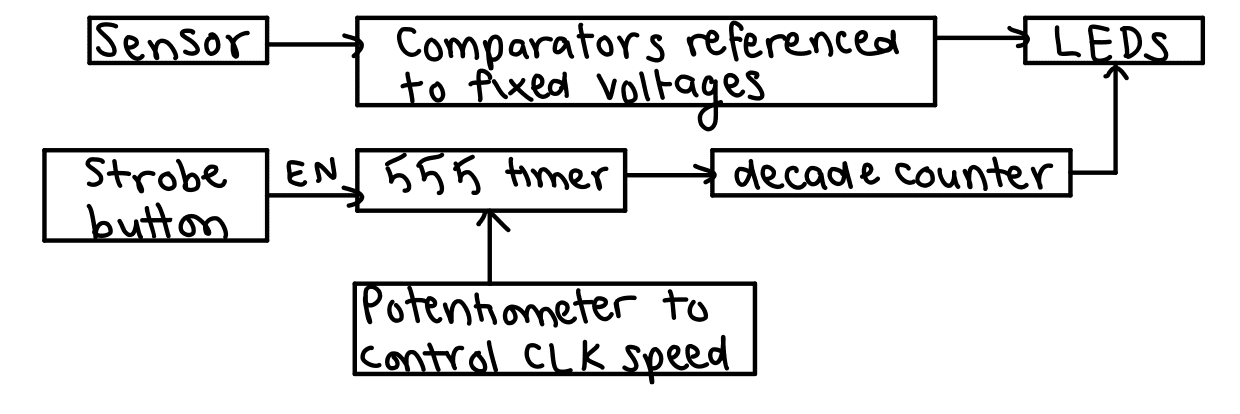 Sensor
Comparators referenced
to fixed voltages
LEDs
Strobe
button
EN
555 timer
decade counter
Potentiometer to
control CLK speed